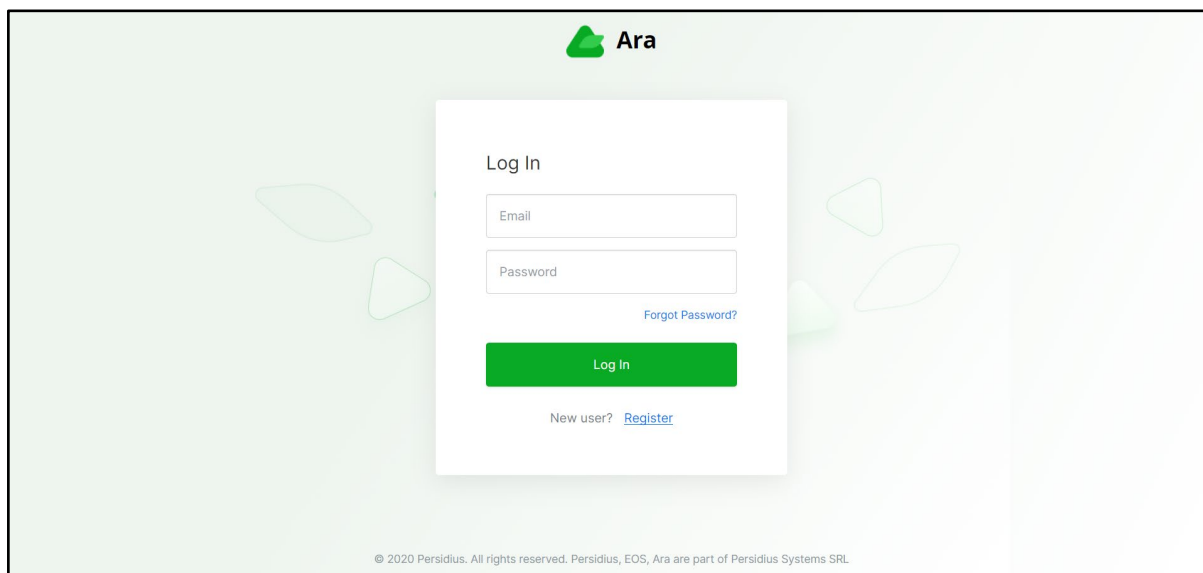 Ara
Log In
Email
Password
Forgot Password?
Log In
New user? Register
© 2020 Persidius. All rights reserved. Persidius, EOS, Ara are part of Persidius Systems SRL